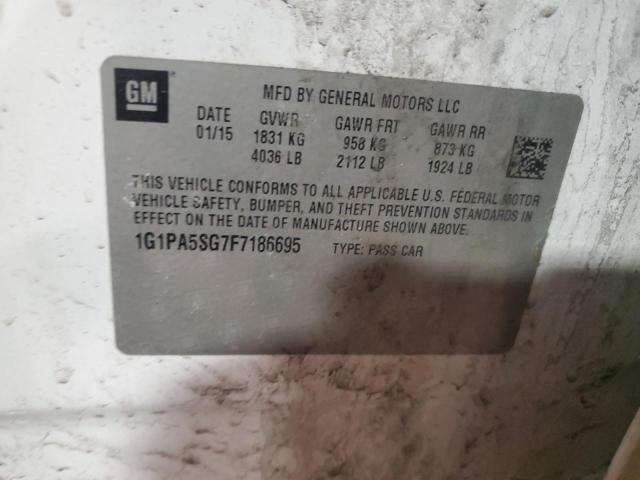 GM
MFD BY GENERAL MOTORS LLC
DATE GVWR GAWR FRT GAWR RR
01/15 1831 KG 958 KG 873 KG
4036 LB 2112 LB 1924 LB
THIS VEHICLE CONFORMS TO ALL APPLICABLE U.S. FEDERAL MOTOR
VEHICLE SAFETY, BUMPER, AND THEFT PREVENTION STANDARDS IN
EFFECT ON THE DATE OF MANUFACTURE SHOWN ABOVE.
1G1PA5SG7F7186695 TYPE: PASS CAR